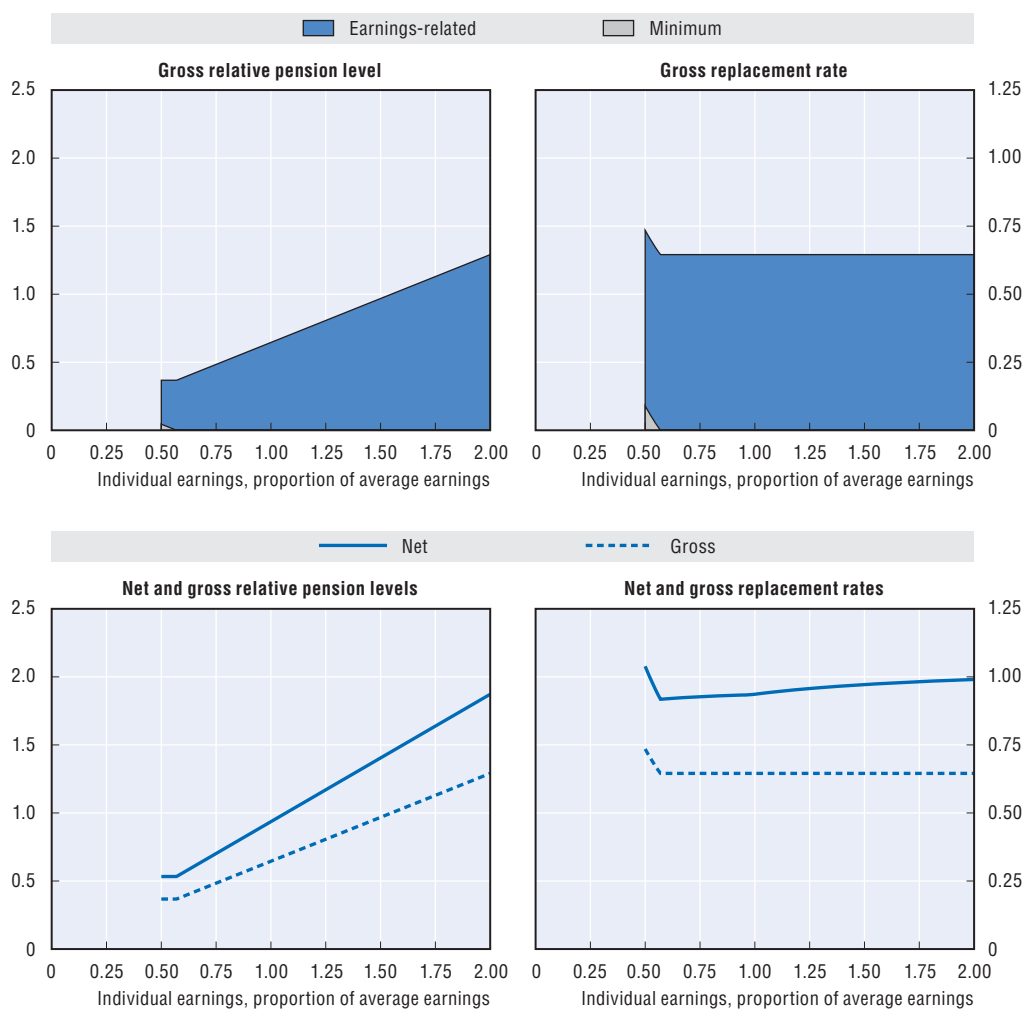 Earnings-related Minimum
Gross relative pension level
2.5
2.0
1.5
1.0
0.5
0
0 0.25 0.50 0.75 1.00 1.25 1.50 1.75 2.00
Individual earnings, proportion of average earnings
Gross replacement rate
1.25
1.00
0.75
0.50
0.25
0
0 0.25 0.50 0.75 1.00 1.25 1.50 1.75 2.00
Individual earnings, proportion of average earnings
Net Gross
Net and gross relative pension levels
2.5
2.0
1.5
1.0
0.5
0
0 0.25 0.50 0.75 1.00 1.25 1.50 1.75 2.00
Individual earnings, proportion of average earnings
Net and gross replacement rates
1.25
1.00
0.75
0.50
0.25
0
0 0.25 0.50 0.75 1.00 1.25 1.50 1.75 2.00
Individual earnings, proportion of average earnings